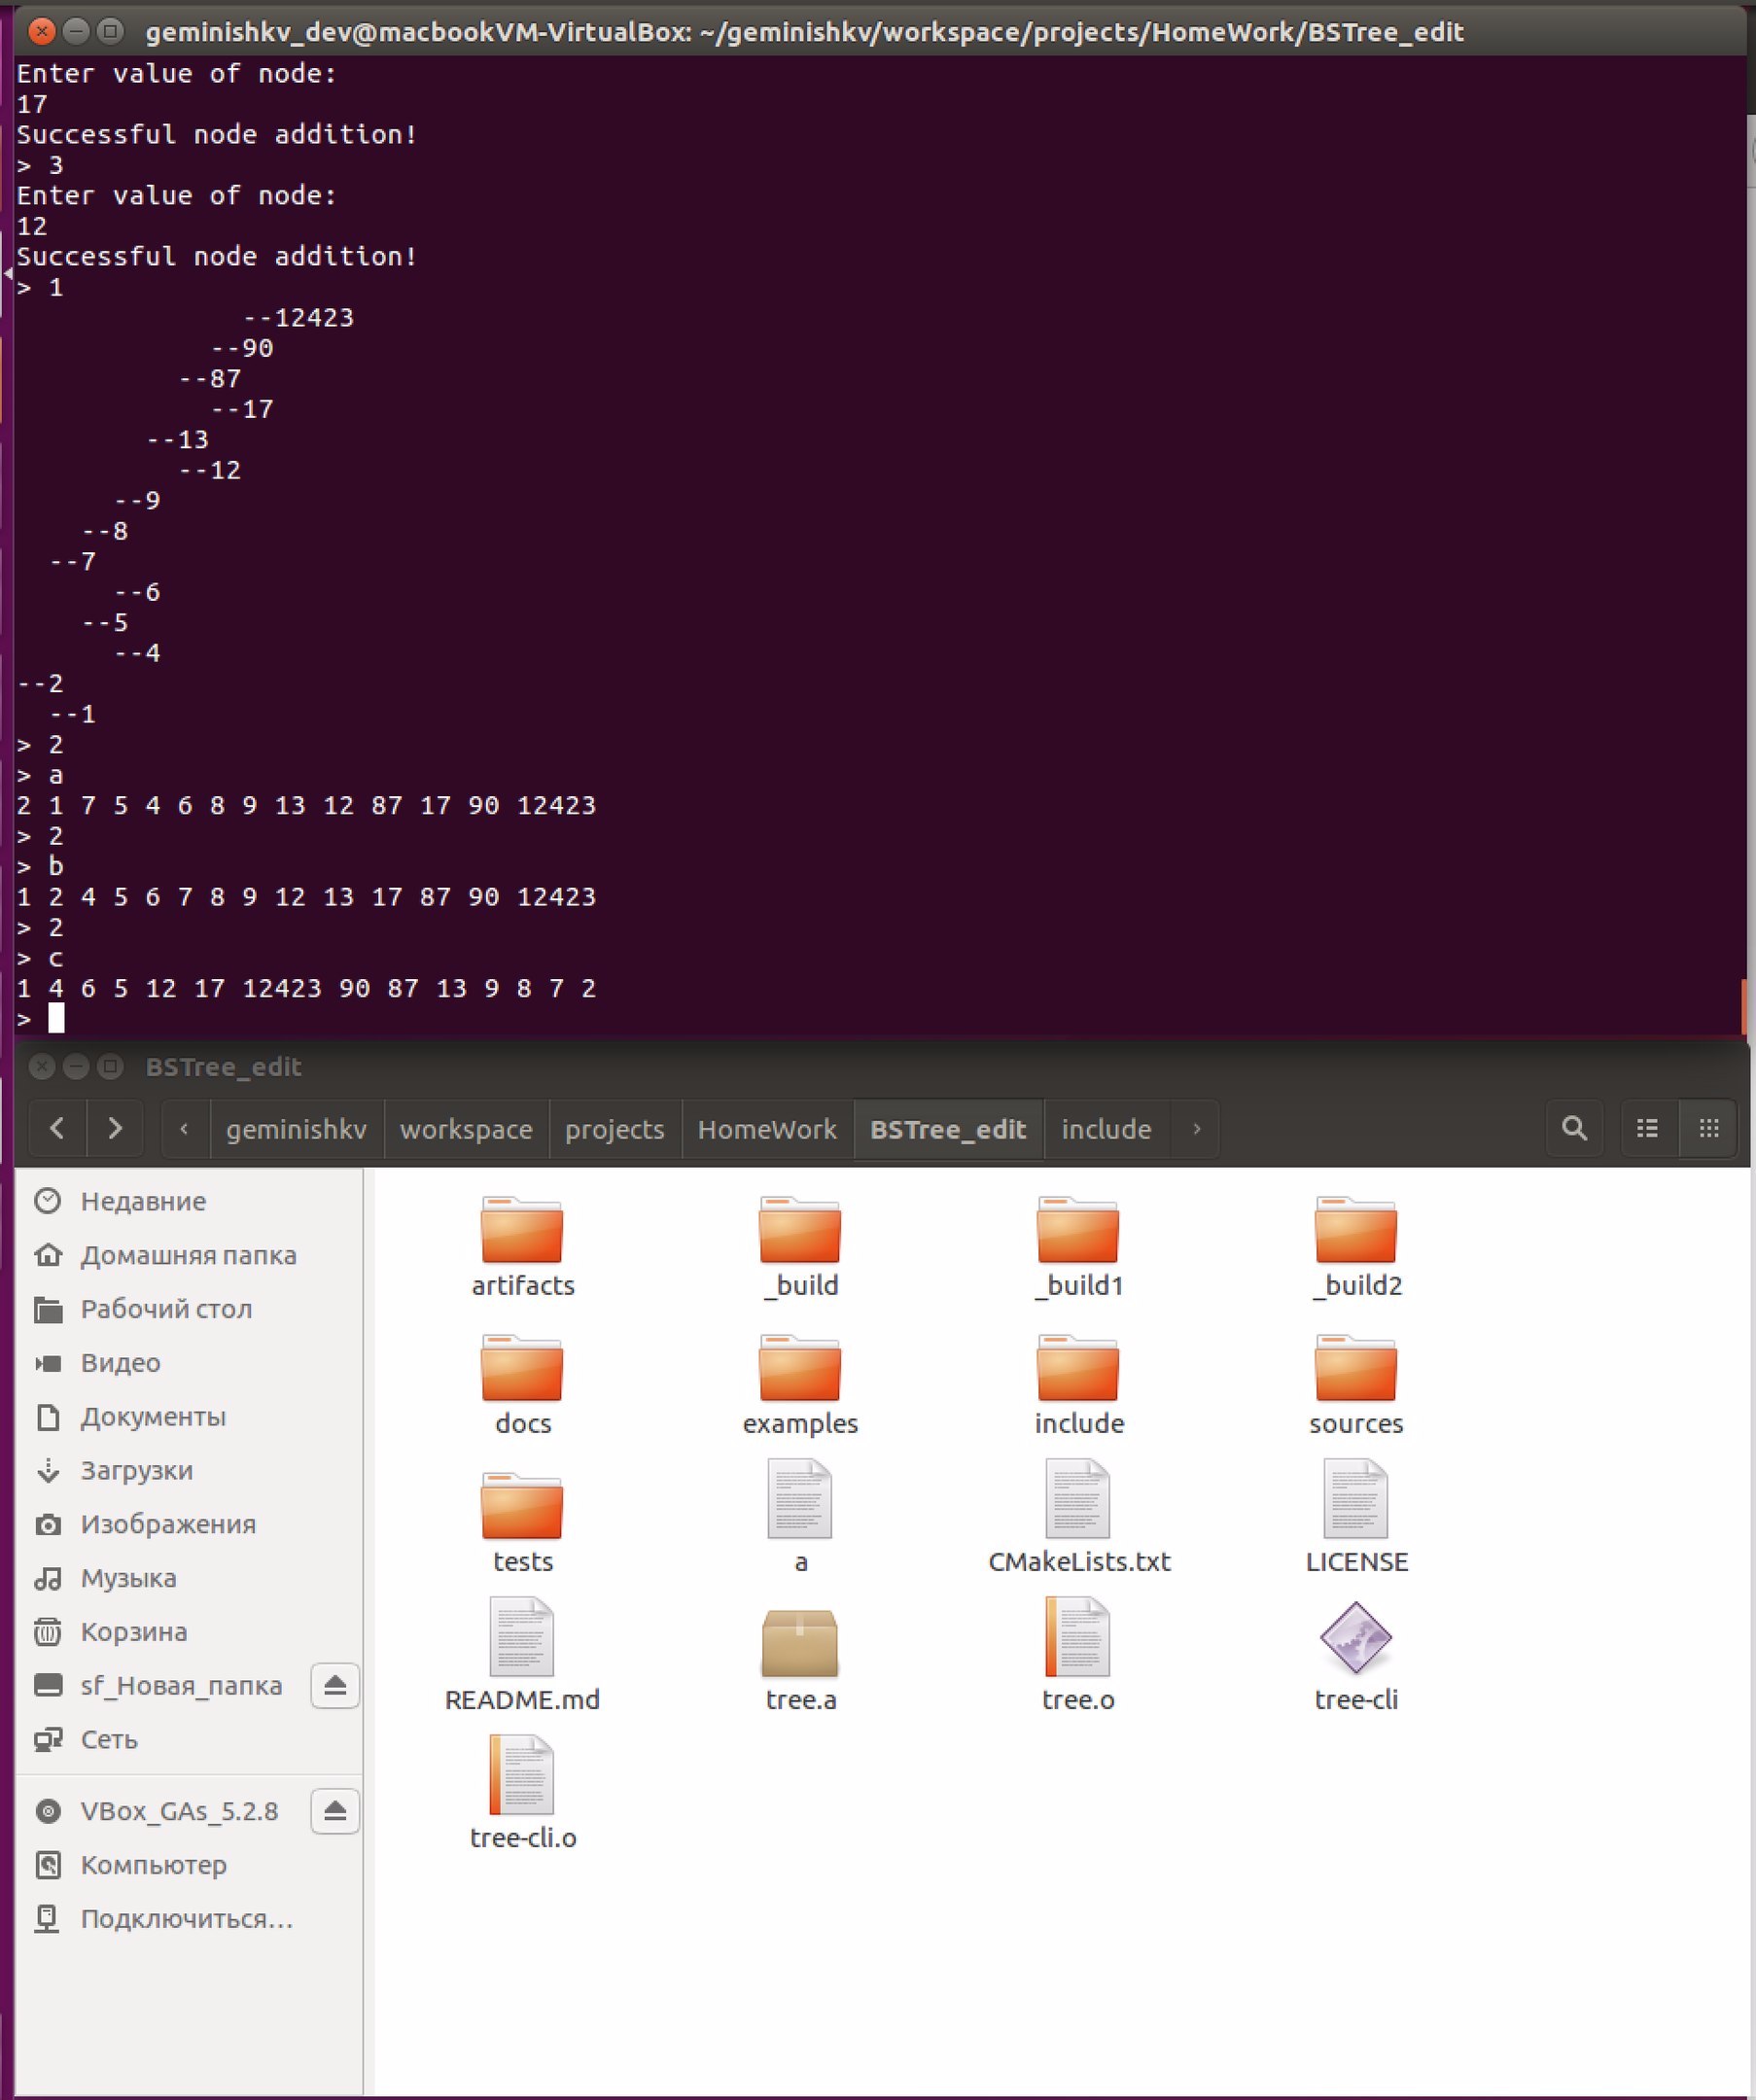 geminishkv_dev@macbookVM-VirtualBox: ~/geminishkv/workspace/projects/HomeWork/BSTree_edit
Enter value of node:
17
Successful node addition!
> 3
Enter value of node:
12
Successful node addition!
> 1
--12423
--90
--87
--17
--13
--12
--9
--8
--7
--6
--5
--4
--2
--1
> 2
> a
2 1 7 5 4 6 8 9 13 12 87 17 90 12423
> 2
> b
1 2 4 5 6 7 8 9 12 13 17 87 90 12423
> 2
> c
1 4 6 5 12 17 12423 90 87 13 9 8 7 2
>
BSTree_edit
geminishkv workspace projects HomeWork BSTree_edit include
Недавние
Домашняя папка
Рабочий стол
Видео
Документы
Загрузки
Изображения
Музыка
Корзина
sf_Новая_папка
Сеть
VBox_GAs_5.2.8
Компьютер
Подключиться…
artifacts _build _build1 _build2
docs examples include sources
tests a CMakeLists.txt LICENSE
README.md tree.a tree.o tree-cli
tree-cli.o